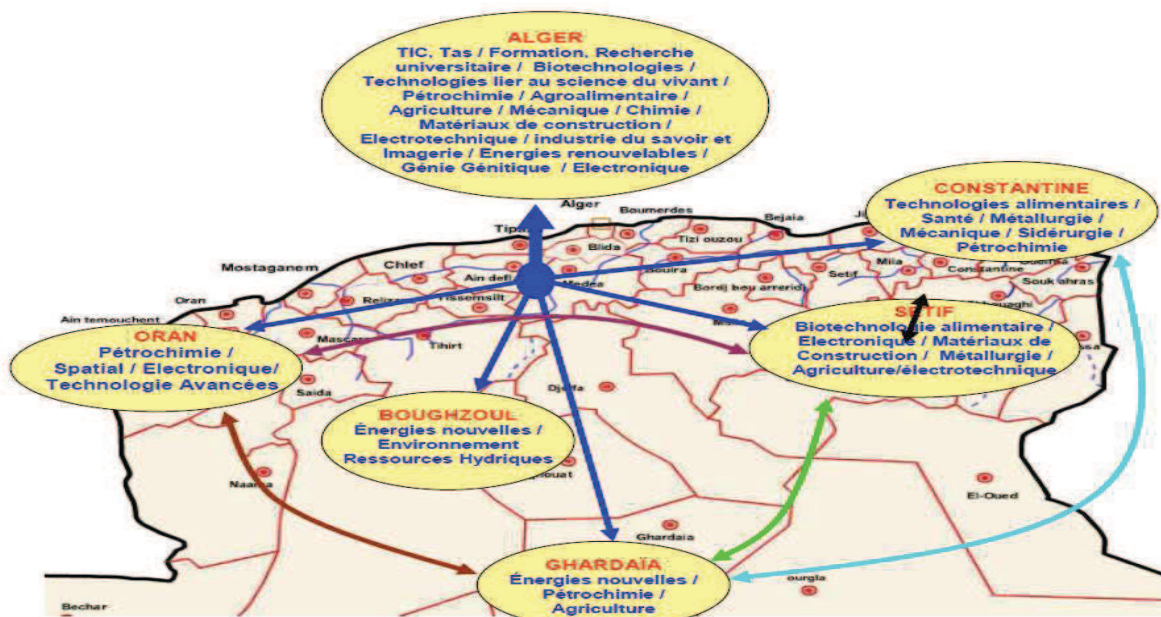 ALGER
TIC, Tas / Formation, Recherche
universitaire / Biotechnologies /
Technologies lier au science du vivant /
Pétrochimie / Agroalimentaire /
Agriculture / Mécanique / Chimie /
Matériaux de construction /
Electrotechnique / industrie du savoir et
Imagerie / Energies renouvelables /
Génie Génitique / Electronique
CONSTANTINE
Technologies alimentaires /
Santé / Métallurgie /
Mécanique / Sidérurgie /
Pétrochimie
Alger
Boumerdes
Tizi ouzou
Bejaia
Blida
Mostaganem
Chlef
Ain defl
Medea
Bouira
Setif
Mila
Constantine
Souk ahras
Bordj bou arreridj
Oran
Relizane
Tissemsilt
Ain temouchent
Mascara
Tihirt
Saida
Djelfa
ORAN
Pétrochimie /
Spatial / Electronique/
Technologie Avancées
SETIF
Biotechnologie alimentaire /
Electronique / Matériaux de
Construction / Métallurgie /
Agriculture/électrotechnique
BOUGHZOUL
Énergies nouvelles /
Environnement
Ressources Hydriques
Naama
El-Oued
Ghardaia
GHARDAÏA
Énergies nouvelles /
Pétrochimie /
Agriculture
ourgla
Bechar